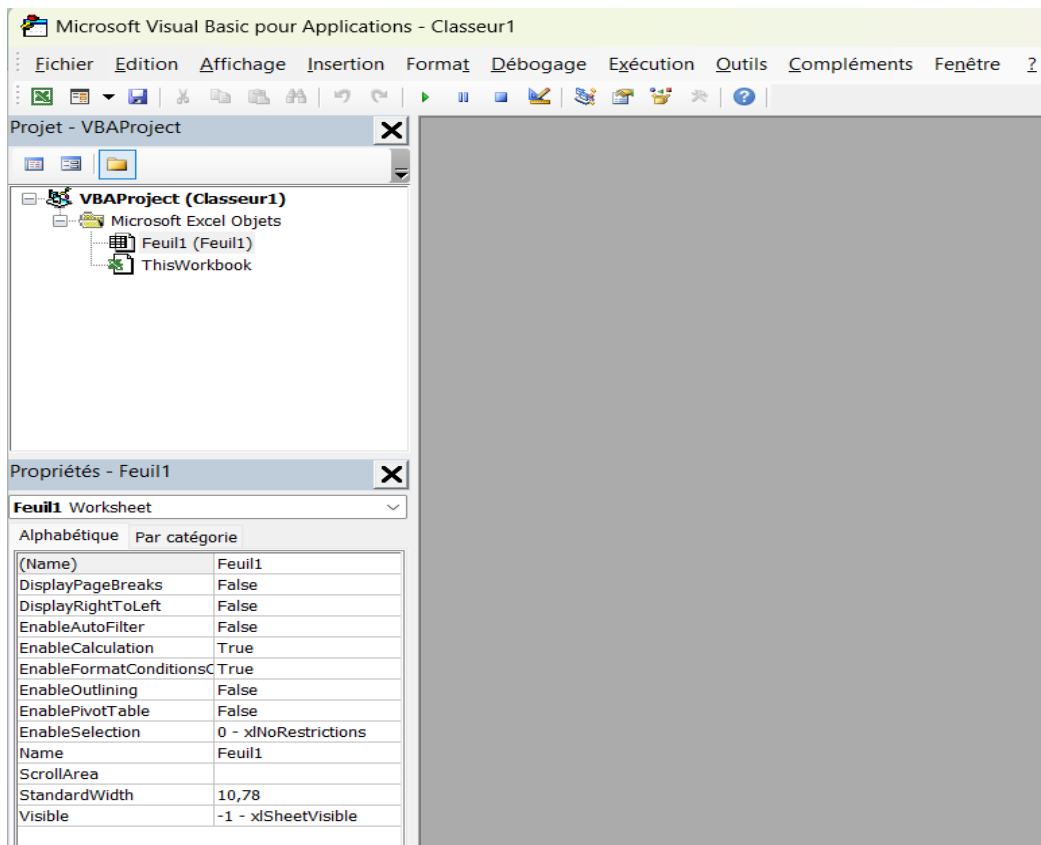 Microsoft Visual Basic pour Applications - Classeur1
Fichier Edition Affichage Insertion Format Débogage Exécution Outils Compléments Fenêtre ?
Projet - VBAProject
VBAProject (Classeur1)
Microsoft Excel Objets
Feuil1 (Feuil1)
ThisWorkbook
Propriétés - Feuil1
Feuil1 Worksheet
Alphabétique Par catégorie
(Name) Feuil1
DisplayPageBreaks False
DisplayRightToLeft False
EnableAutoFilter False
EnableCalculation True
EnableFormatConditionsC True
EnableOutlining False
EnablePivotTable False
EnableSelection 0 - xlNoRestrictions
Name Feuil1
ScrollArea
StandardWidth 10,78
Visible -1 - xlSheetVisible